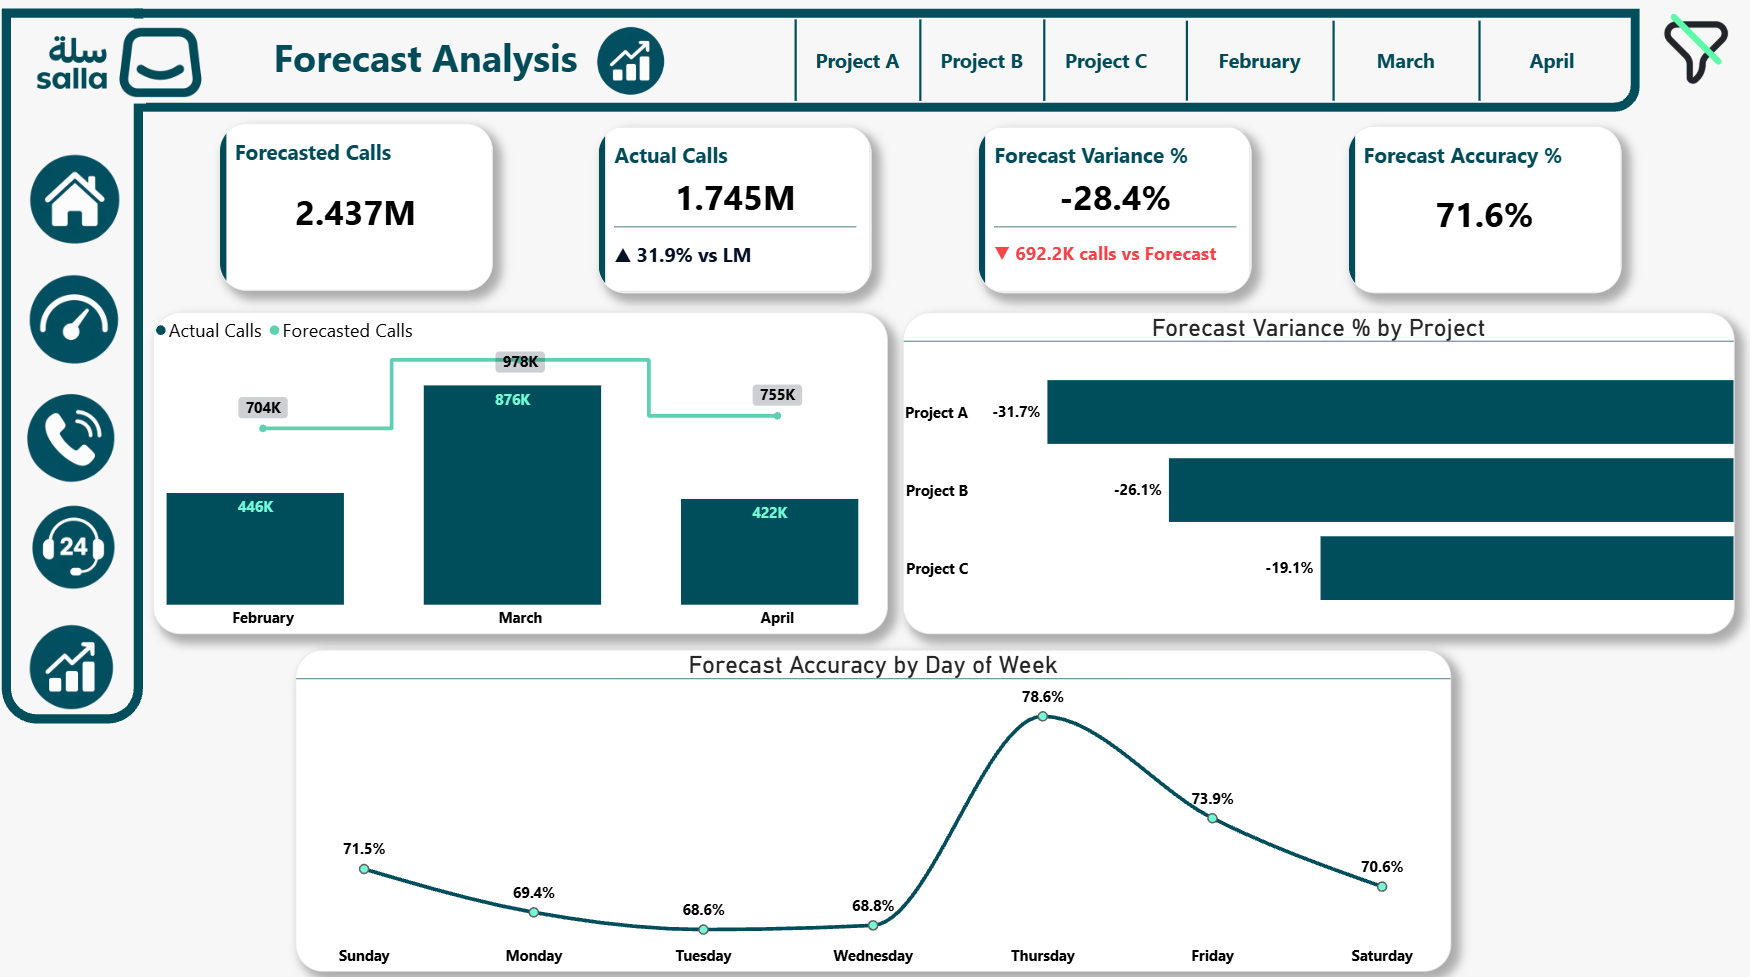 سلة
salla
Forecast Analysis
Project A
Project B
Project C
February
March
April
Forecasted Calls
2.437M
Actual Calls
1.745M
▲ 31.9% vs LM
Forecast Variance %
-28.4%
▼ 692.2K calls vs Forecast
Forecast Accuracy %
71.6%
24
Actual Calls Forecasted Calls
704K
978K
755K
446K
876K
422K
February
March
April
Forecast Variance % by Project
Project A -31.7%
Project B -26.1%
Project C -19.1%
Forecast Accuracy by Day of Week
71.5%
69.4%
68.6%
68.8%
78.6%
73.9%
70.6%
Sunday
Monday
Tuesday
Wednesday
Thursday
Friday
Saturday